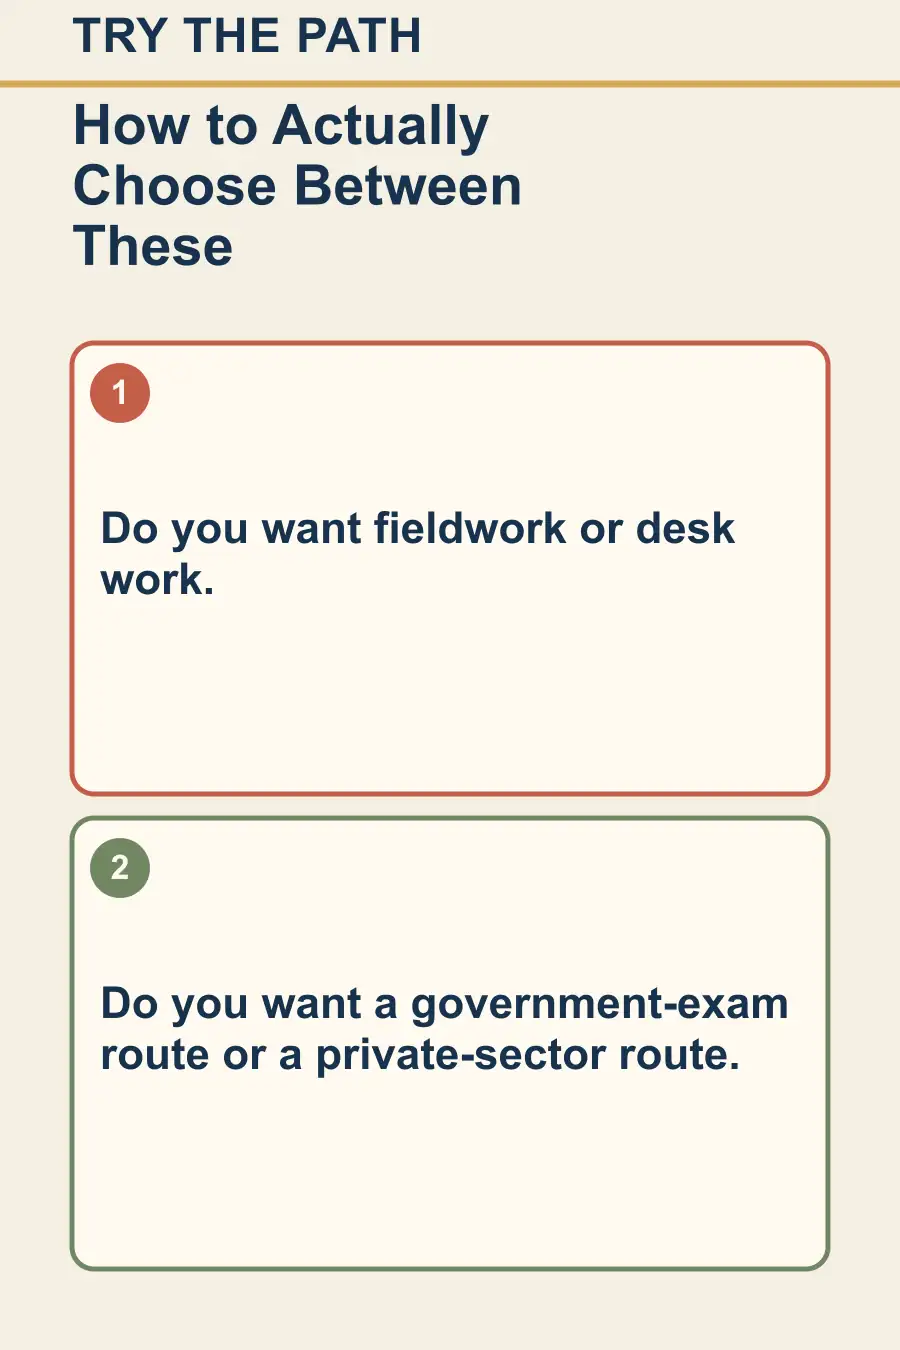 TRY THE PATH
How to Actually
Choose Between
These
1
Do you want fieldwork or desk
work.
2
Do you want a government-exam
route or a private-sector route.